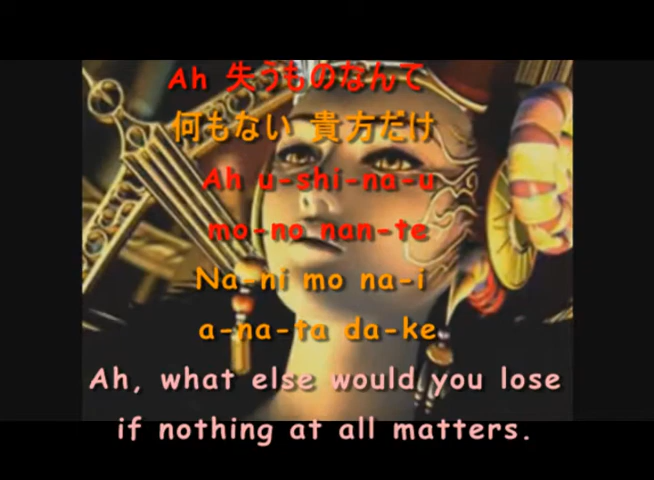 Ah 失うものなんて
何もない 貴方だけ
Ah u-shi-na-u
mo-no nan-te
Na-ni mo na-i
a-na-ta da-ke
Ah, what else would you lose
if nothing at all matters.